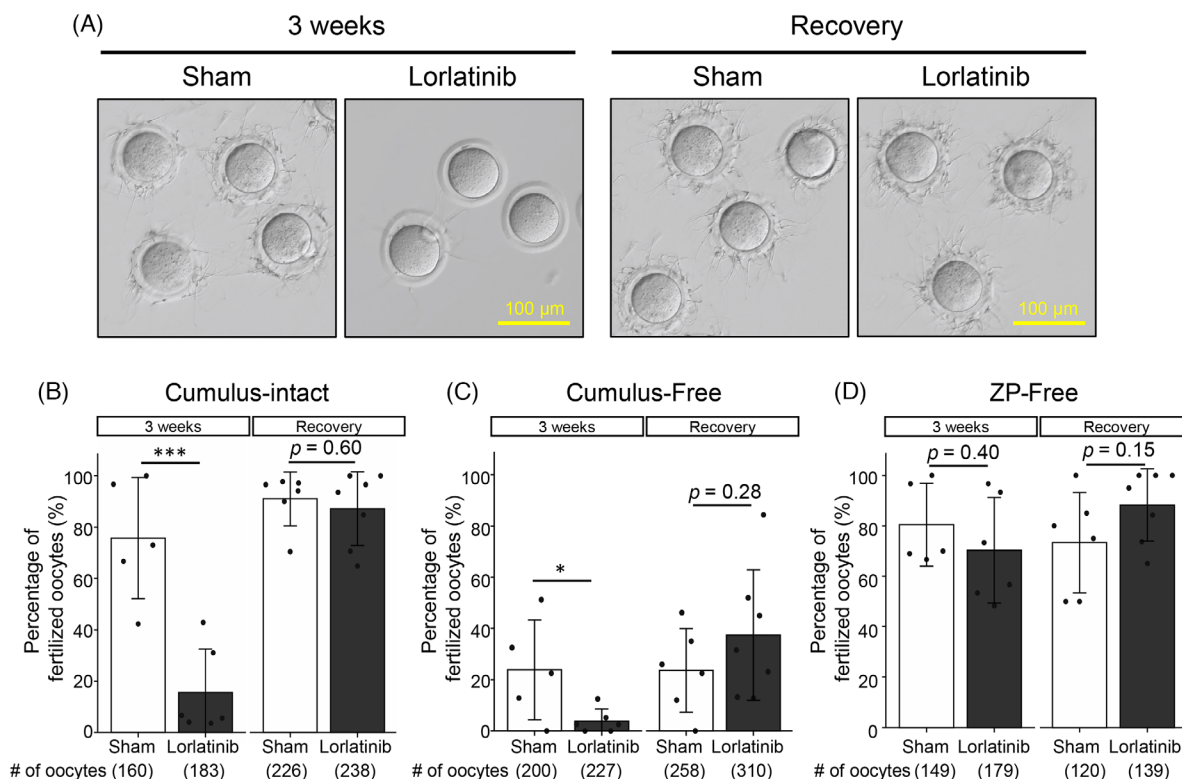 (A)
3 weeks Recovery
Sham Lorlatinib Sham Lorlatinib
100 µm 100 µm
(B) Cumulus-intact
3 weeks Recovery
*** p = 0.60
Percentage of
fertilized oocytes (%)
100
80
60
40
20
0
Sham Lorlatinib Sham Lorlatinib
# of oocytes (160) (183) (226) (238)
(C) Cumulus-Free
3 weeks Recovery
* p = 0.28
Percentage of
fertilized oocytes (%)
100
80
60
40
20
0
Sham Lorlatinib Sham Lorlatinib
# of oocytes (200) (227) (258) (310)
(D) ZP-Free
3 weeks Recovery
p = 0.40 p = 0.15
Percentage of
fertilized oocytes (%)
100
80
60
40
20
0
Sham Lorlatinib Sham Lorlatinib
# of oocytes (149) (179) (120) (139)